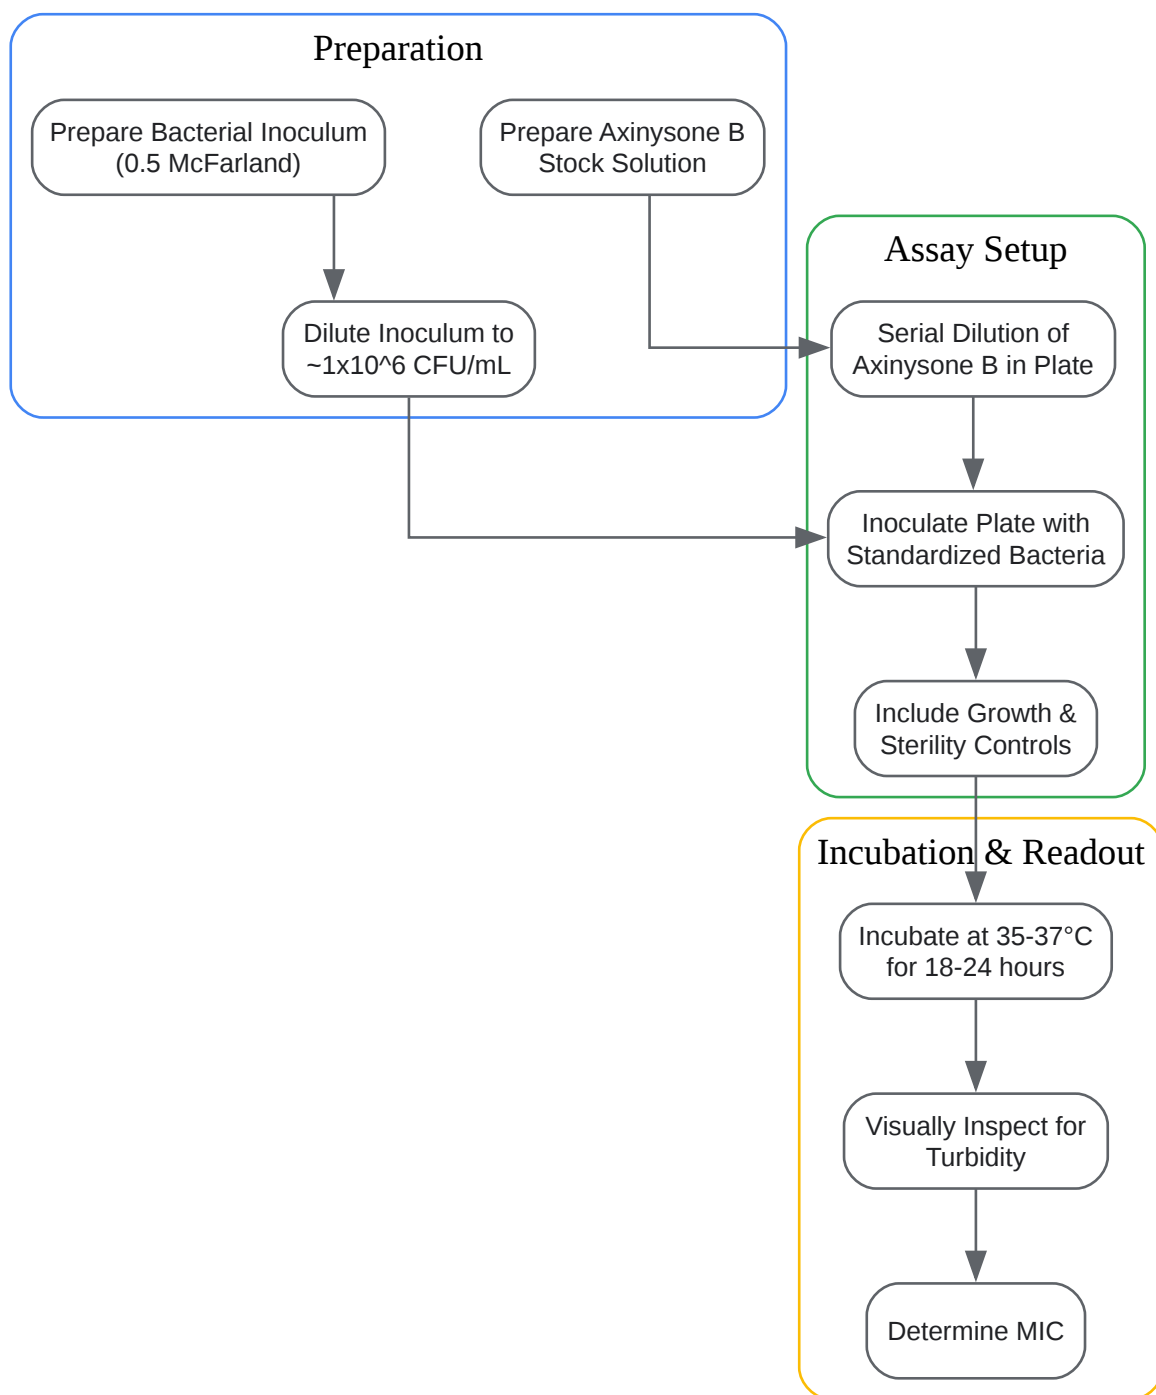 Preparation
Prepare Bacterial Inoculum
(0.5 McFarland)
Prepare Axinysone B
Stock Solution
Dilute Inoculum to
~1x10^6 CFU/mL
Assay Setup
Serial Dilution of
Axinysone B in Plate
Inoculate Plate with
Standardized Bacteria
Include Growth &
Sterility Controls
Incubation & Readout
Incubate at 35-37°C
for 18-24 hours
Visually Inspect for
Turbidity
Determine MIC